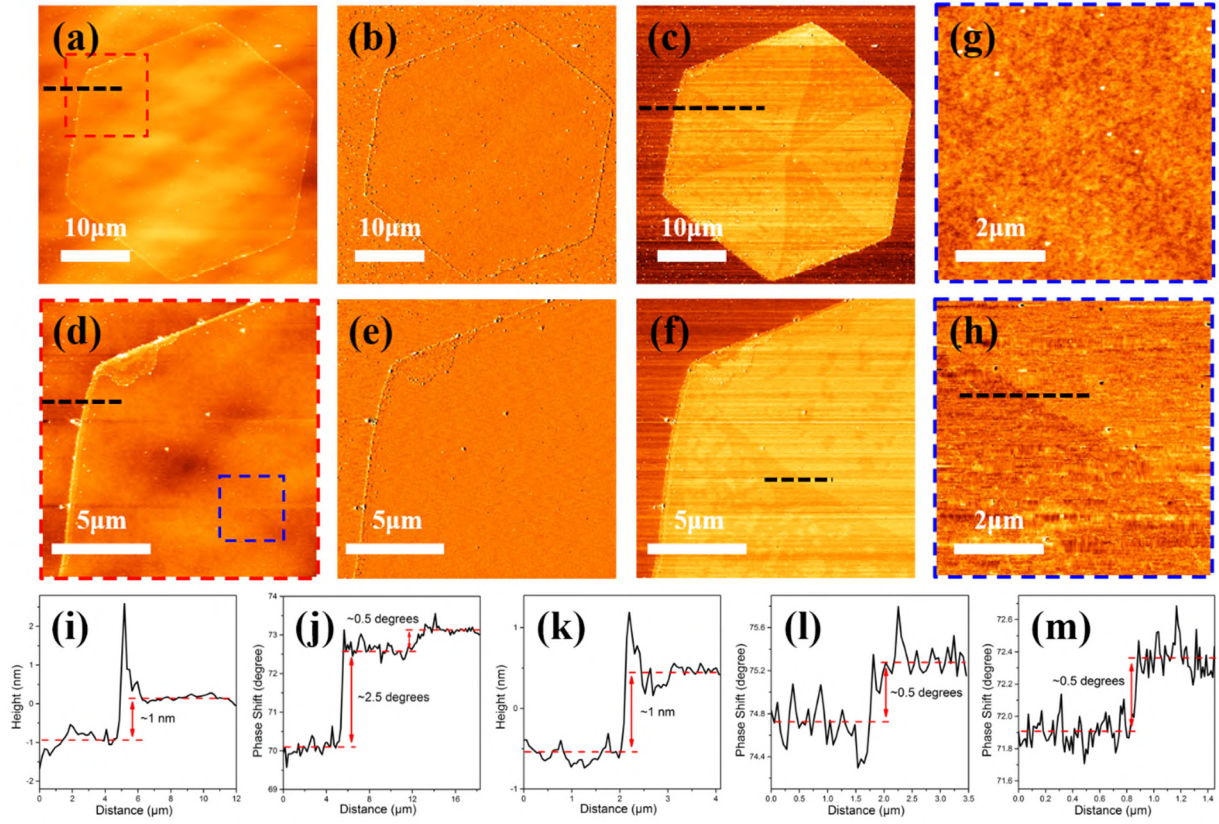 (a)
10μm
(b)
10μm
(c)
10μm
(g)
2μm
(d)
5μm
(e)
5μm
(f)
5μm
(h)
2μm
(i)
Height (nm)
2
1
0
-1
-2
~1 nm
0 2 4 6 8 10 12
Distance (μm)
(j)
Phase Shift (degree)
74
73
72
71
70
69
~0.5 degrees
~2.5 degrees
0 4 8 12 16
Distance (μm)
(k)
Height (nm)
1
0
-1
~1 nm
0 1 2 3 4
Distance (μm)
(l)
Phase Shift (degree)
75.6
75.2
74.8
74.4
~0.5 degrees
0.0 0.5 1.0 1.5 2.0 2.5 3.0 3.5
Distance (μm)
(m)
Phase Shift (degree)
72.6
72.4
72.2
72.0
71.8
71.6
~0.5 degrees
0.0 0.2 0.4 0.6 0.8 1.0 1.2 1.4
Distance (μm)